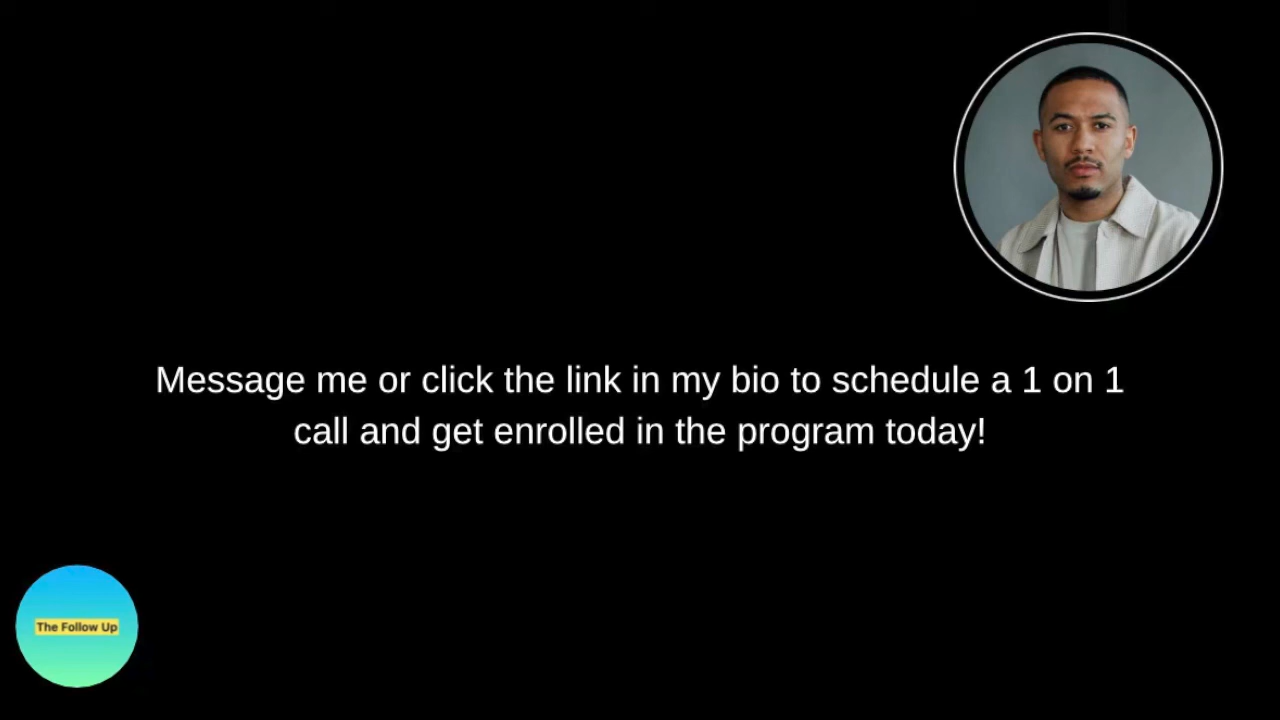 Message me or click the link in my bio to schedule a 1 on 1
call and get enrolled in the program today!
The Follow Up